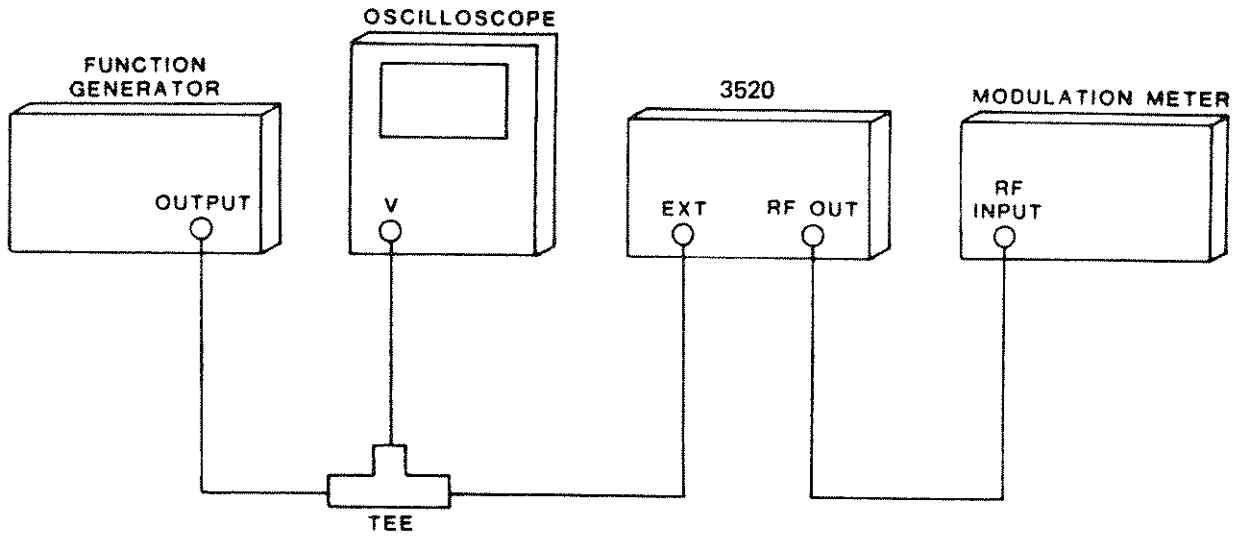 OSCILLOSCOPE
FUNCTION
GENERATOR
3520
MODULATION METER
OUTPUT
V
EXT
RF OUT
RF
INPUT
TEE